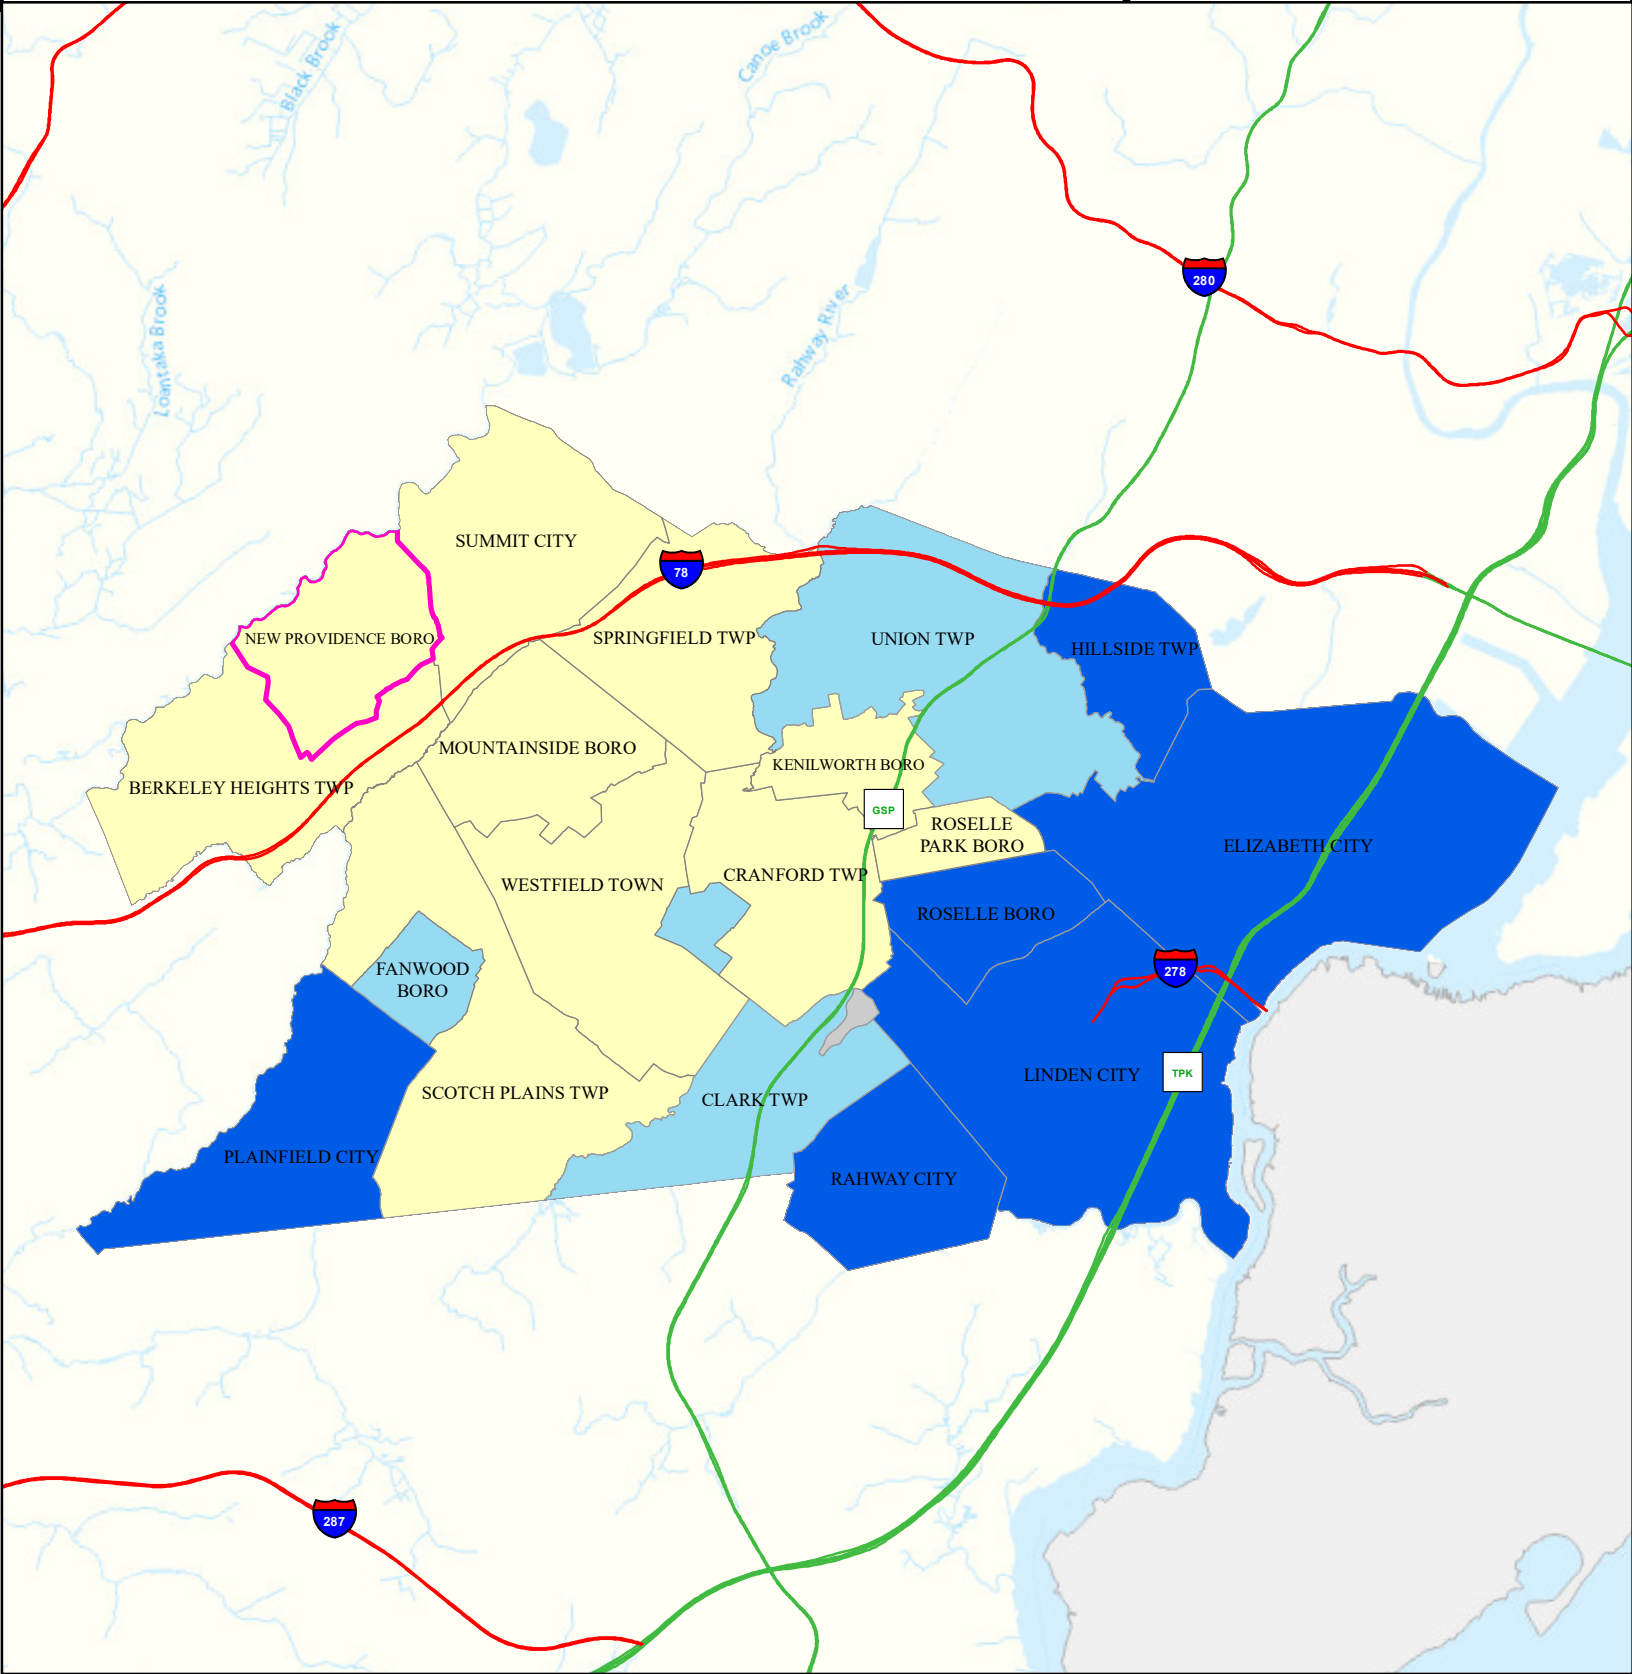 Black Brook
Canoe Brook
280
Loantaka Brook
Rahway River
SUMMIT CITY
78
NEW PROVIDENCE BORO
SPRINGFIELD TWP
UNION TWP
HILLSIDE TWP
MOUNTAINSIDE BORO
KENILWORTH BORO
BERKELEY HEIGHTS TWP
GSP
ROSELLE
PARK BORO
ELIZABETH CITY
WESTFIELD TOWN
CRANFORD TWP
ROSELLE BORO
FANWOOD
BORO
278
LINDEN CITY
TPK
SCOTCH PLAINS TWP
CLARK TWP
PLAINFIELD CITY
RAHWAY CITY
287